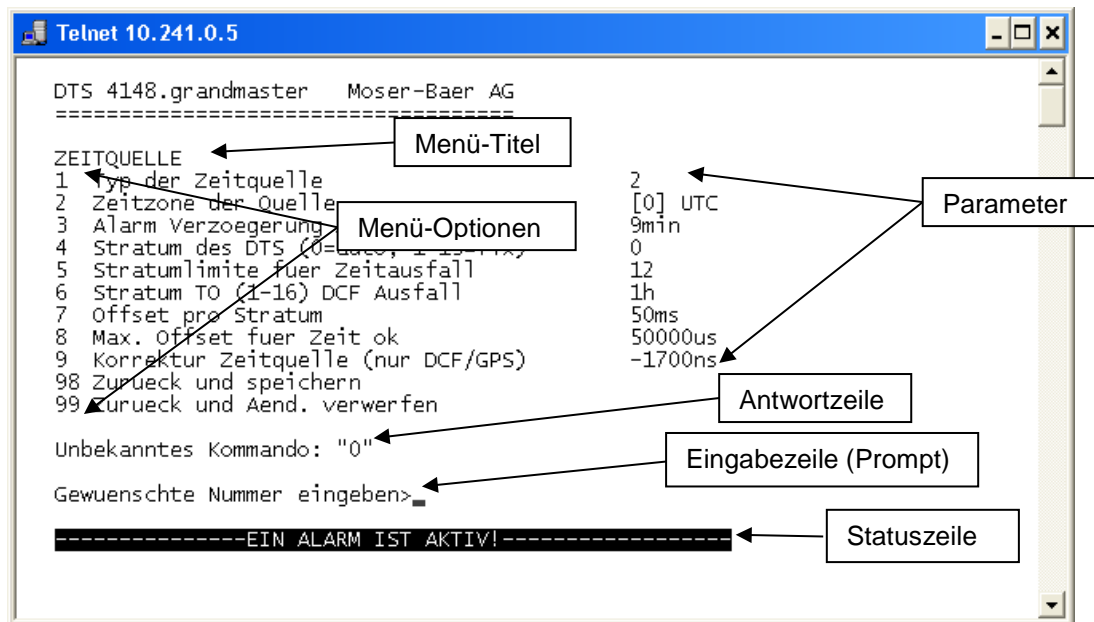 Telnet 10.241.0.5
DTS 4148.grandmaster Moser-Baer AG
====================================
Menü-Titel
ZEITQUELLE
1 Typ der Zeitquelle 2
2 Zeitzone der Quelle [0] UTC
Parameter
3 Alarm Verzoegerung 9min
Menü-Optionen
4 Stratum des DTS (0= 0
5 Stratumlimite fuer Zeitausfall 12
6 Stratum TO (1-16) DCF Ausfall 1h
7 Offset pro Stratum 50ms
8 Max. Offset fuer Zeit ok 50000us
9 Korrektur Zeitquelle (nur DCF/GPS) -1700ns
98 Zurueck und speichern
99 Zurueck und Aend. verwerfen
Antwortzeile
Unbekanntes Kommando: "0"
Eingabezeile (Prompt)
Gewuenschte Nummer eingeben>_
---------------EIN ALARM IST AKTIV!------------------
Statuszeile